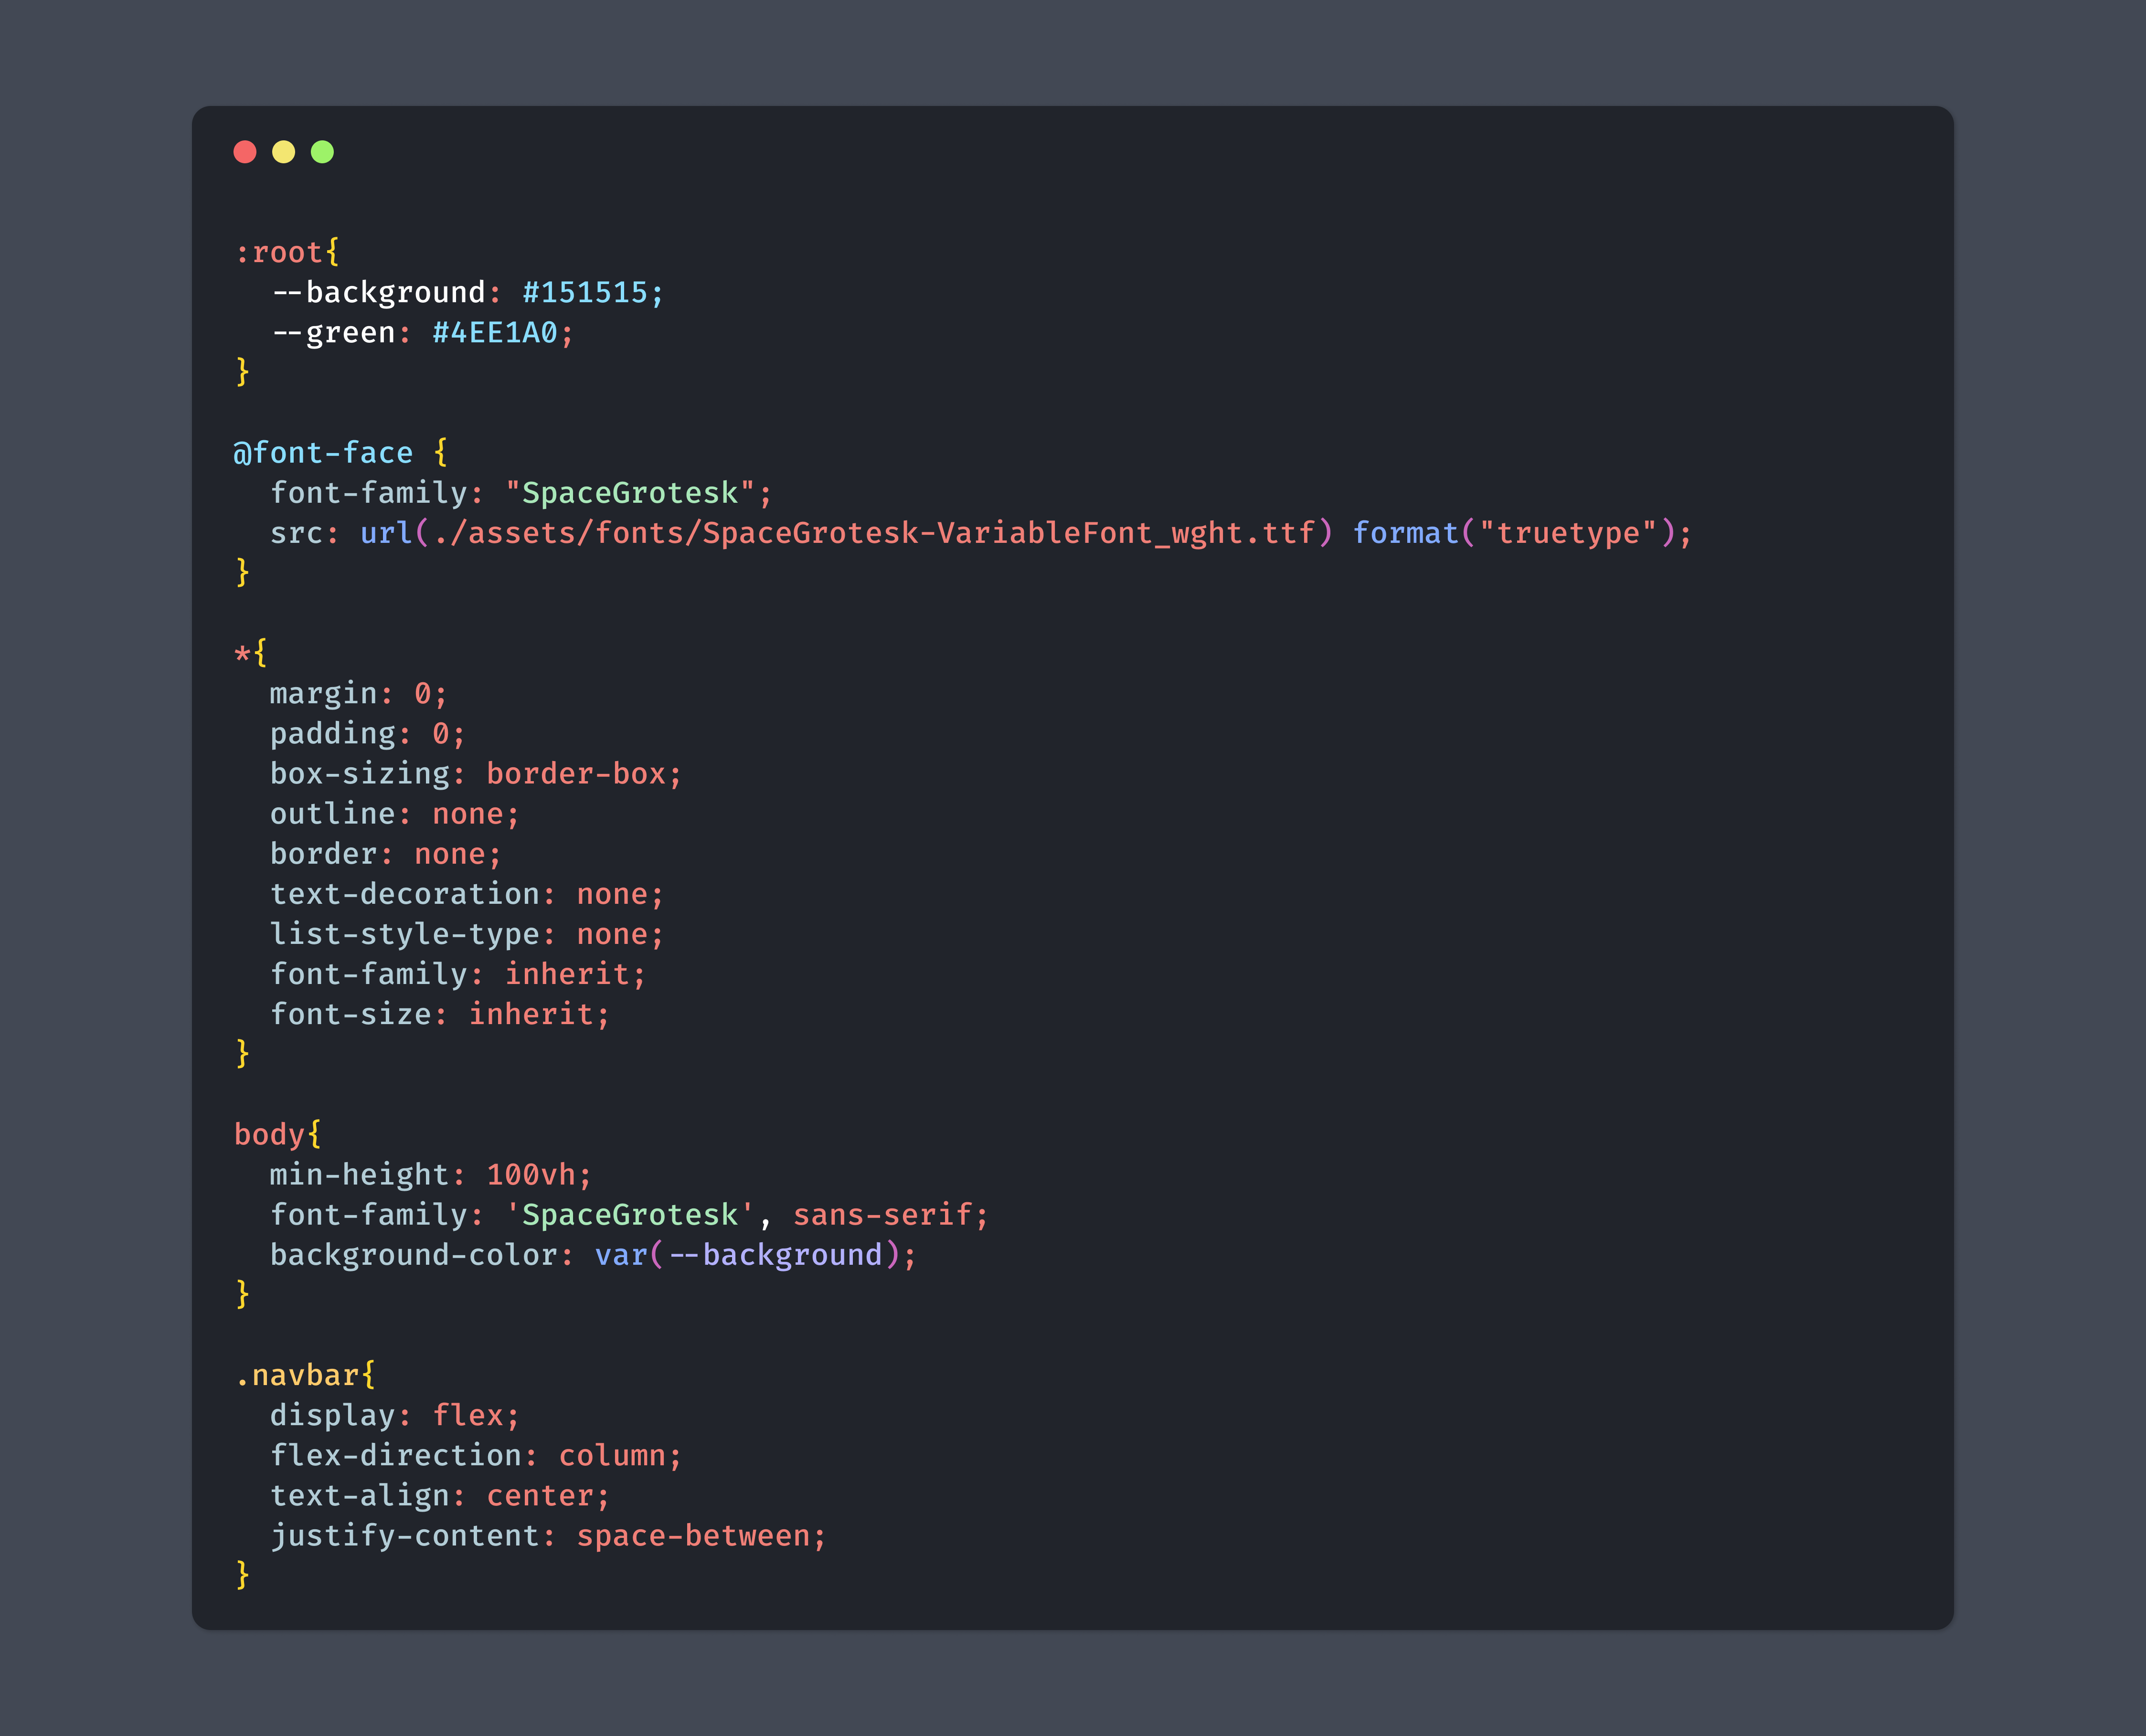 :root{
  --background: #151515;
  --green: #4EE1A0;
}

@font-face {
  font-family: "SpaceGrotesk";
  src: url(./assets/fonts/SpaceGrotesk-VariableFont_wght.ttf) format("truetype");
}

*{
  margin: 0;
  padding: 0;
  box-sizing: border-box;
  outline: none;
  border: none;
  text-decoration: none;
  list-style-type: none;
  font-family: inherit;
  font-size: inherit;
}

body{
  min-height: 100vh;
  font-family: 'SpaceGrotesk', sans-serif;
  background-color: var(--background);
}

.navbar{
  display: flex;
  flex-direction: column;
  text-align: center;
  justify-content: space-between;
}